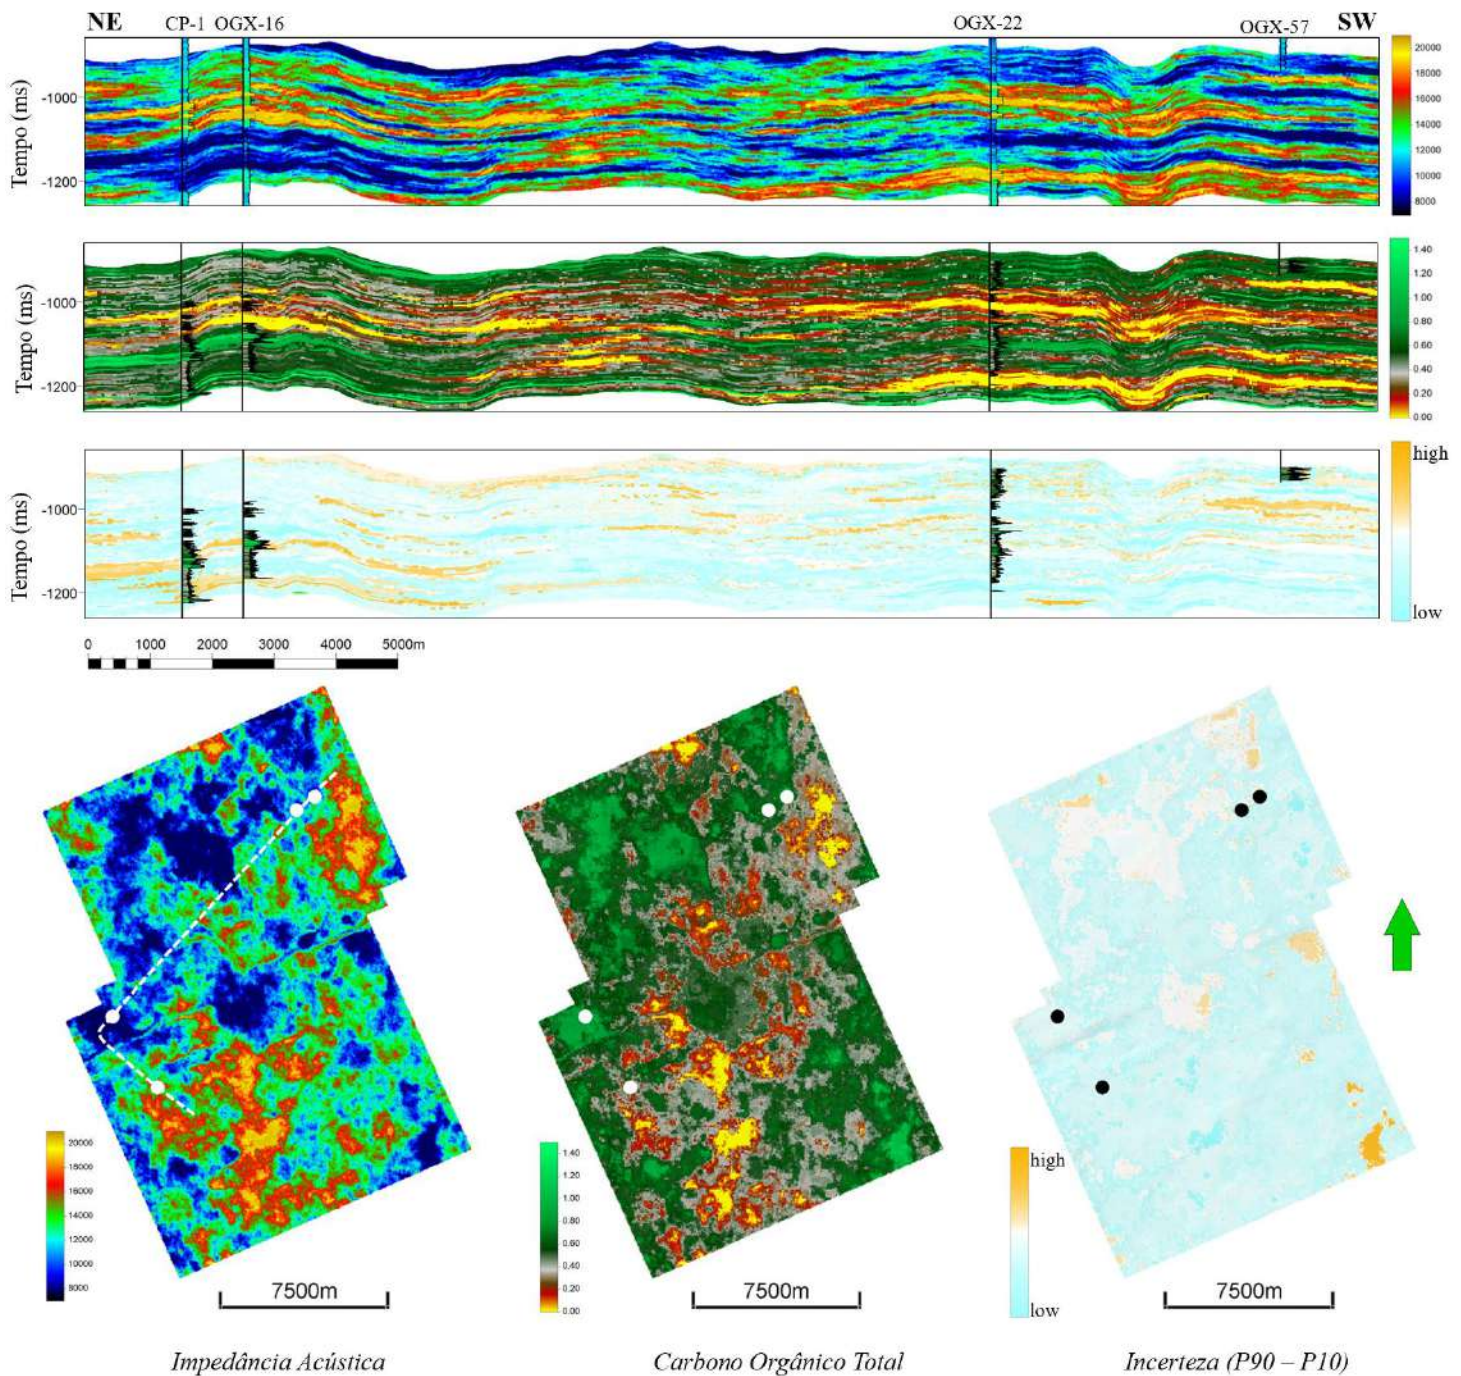 NE CP-1 OGX-16 OGX-22 OGX-57 SW
Tempo (ms)
-1000
-1200
20000
18000
16000
14000
12000
10000
8000
Tempo (ms)
-1000
-1200
1.40
1.20
1.00
0.80
0.60
0.40
0.20
0.00
Tempo (ms)
-1000
-1200
high
low
0 1000 2000 3000 4000 5000m
20000
18000
16000
14000
12000
10000
8000
7500m
1.40
1.20
1.00
0.80
0.60
0.40
0.20
0.00
7500m
high
low
7500m
Impedância Acústica
Carbono Orgânico Total
Incerteza (P90 – P10)